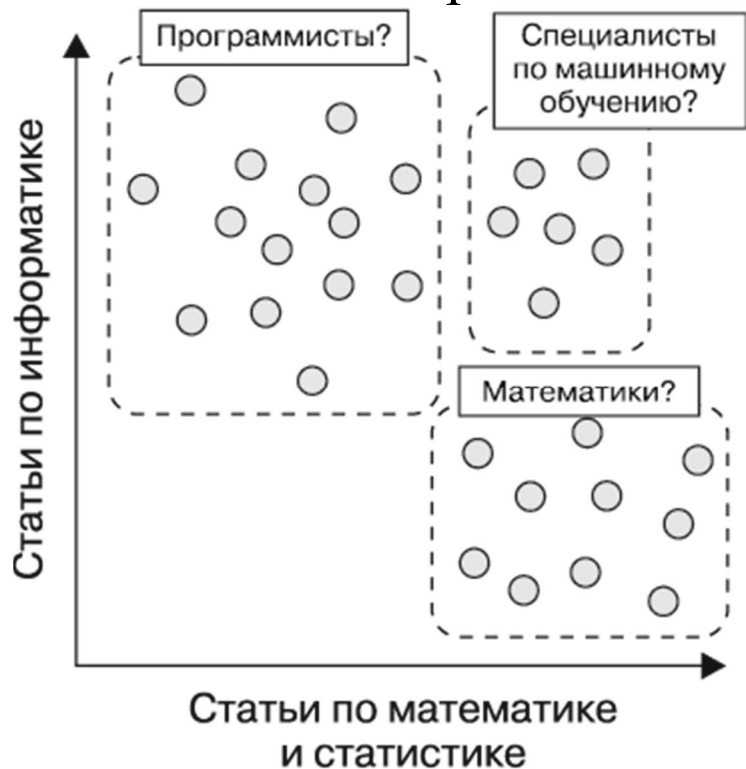 Программисты?
Специалисты
по машинному
обучению?
Математики?
Статьи по информатике
Статьи по математике
и статистике